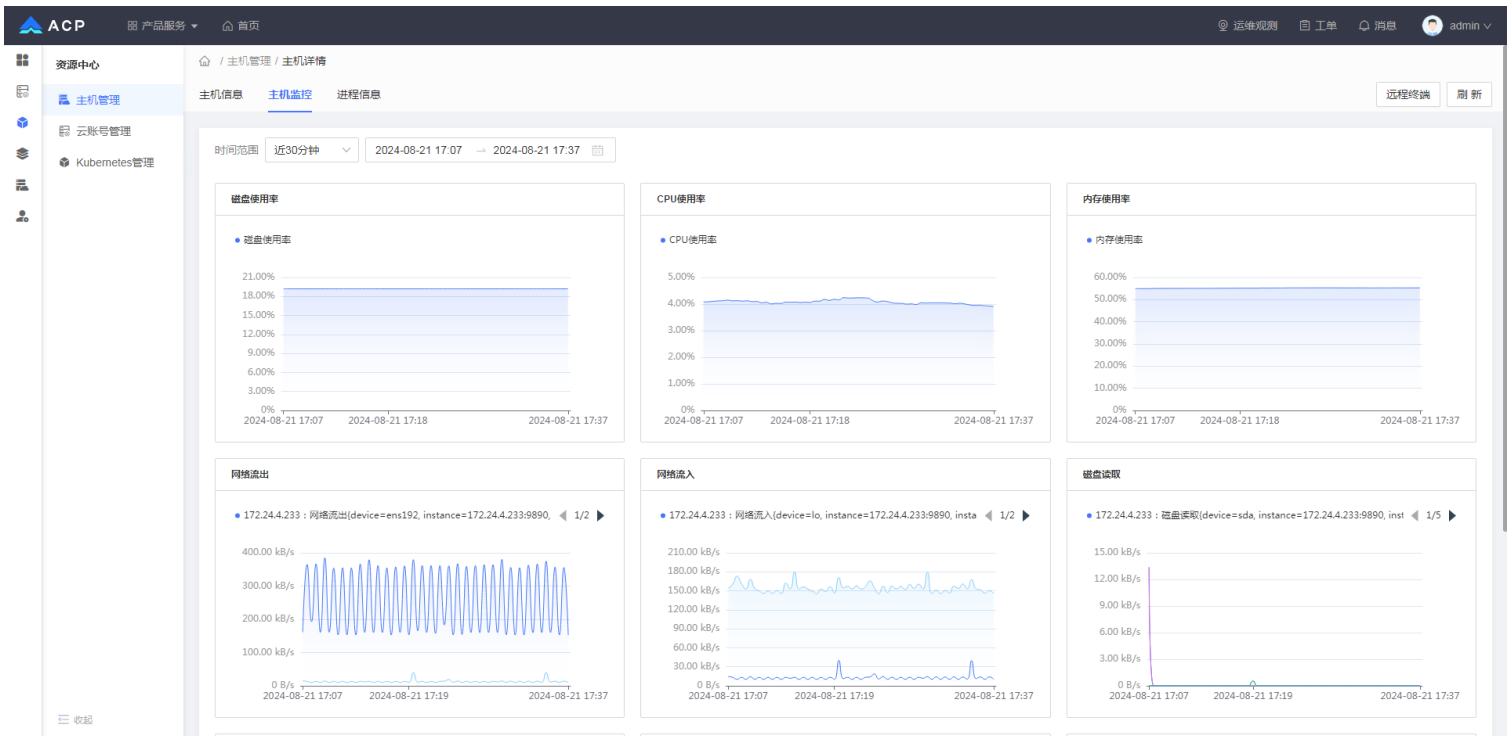 ACP 产品服务 首页 运维观测 工单 消息 admin
资源中心
主机管理
云账号管理
Kubernetes管理
收起
/ 主机管理 / 主机详情
主机信息 主机监控 进程信息 远程终端 刷 新
时间范围 近30分钟 2024-08-21 17:07 → 2024-08-21 17:37
磁盘使用率
磁盘使用率
21.00%
18.00%
15.00%
12.00%
9.00%
6.00%
3.00%
0%
2024-08-21 17:07 2024-08-21 17:18 2024-08-21 17:37
CPU使用率
CPU使用率
5.00%
4.00%
3.00%
2.00%
1.00%
0%
2024-08-21 17:07 2024-08-21 17:18 2024-08-21 17:37
内存使用率
内存使用率
60.00%
50.00%
40.00%
30.00%
20.00%
10.00%
0%
2024-08-21 17:07 2024-08-21 17:18 2024-08-21 17:37
网络流出
172.24.4.233：网络流出{device=ens192, instance=172.24.4.233:9890, 1/2
400.00 kB/s
300.00 kB/s
200.00 kB/s
100.00 kB/s
0 B/s
2024-08-21 17:07 2024-08-21 17:19 2024-08-21 17:37
网络流入
172.24.4.233：网络流入{device=lo, instance=172.24.4.233:9890, insta 1/2
210.00 kB/s
180.00 kB/s
150.00 kB/s
120.00 kB/s
90.00 kB/s
60.00 kB/s
30.00 kB/s
0 B/s
2024-08-21 17:07 2024-08-21 17:19 2024-08-21 17:37
磁盘读取
172.24.4.233：磁盘读取{device=sda, instance=172.24.4.233:9890, inst 1/5
15.00 kB/s
12.00 kB/s
9.00 kB/s
6.00 kB/s
3.00 kB/s
0 B/s
2024-08-21 17:07 2024-08-21 17:19 2024-08-21 17:37